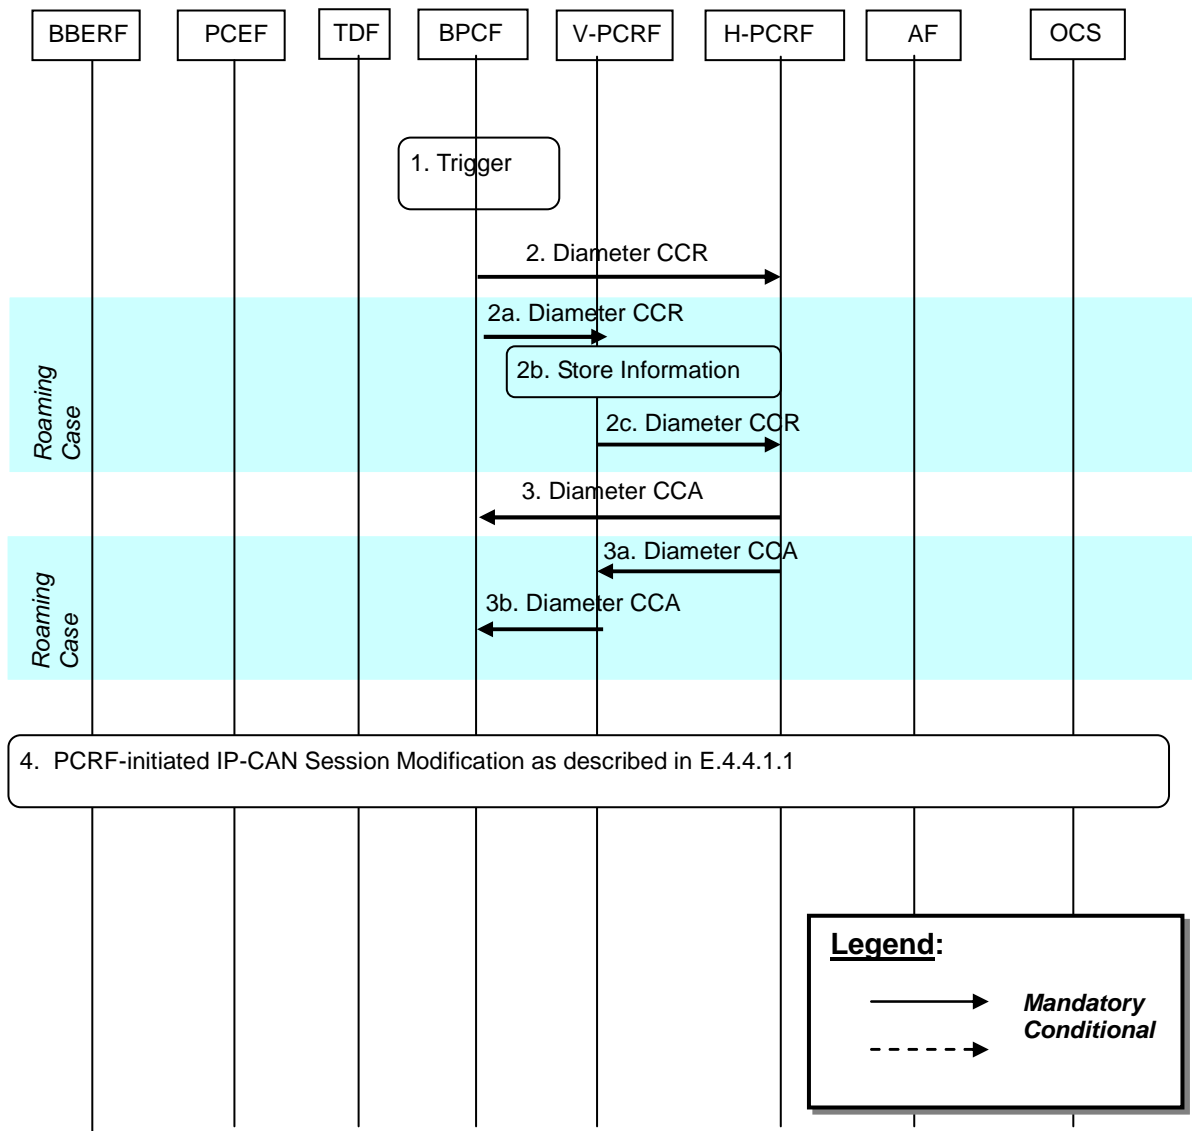 BBERF
PCEF
TDF
BPCF
V-PCRF
H-PCRF
AF
OCS
1. Trigger
2. Diameter CCR
2a. Diameter CCR
2b. Store Information
2c. Diameter CCR
Roaming
Case
3. Diameter CCA
3a. Diameter CCA
3b. Diameter CCA
Roaming
Case
4. PCRF-initiated IP-CAN Session Modification as described in E.4.4.1.1
Legend:
Mandatory
Conditional